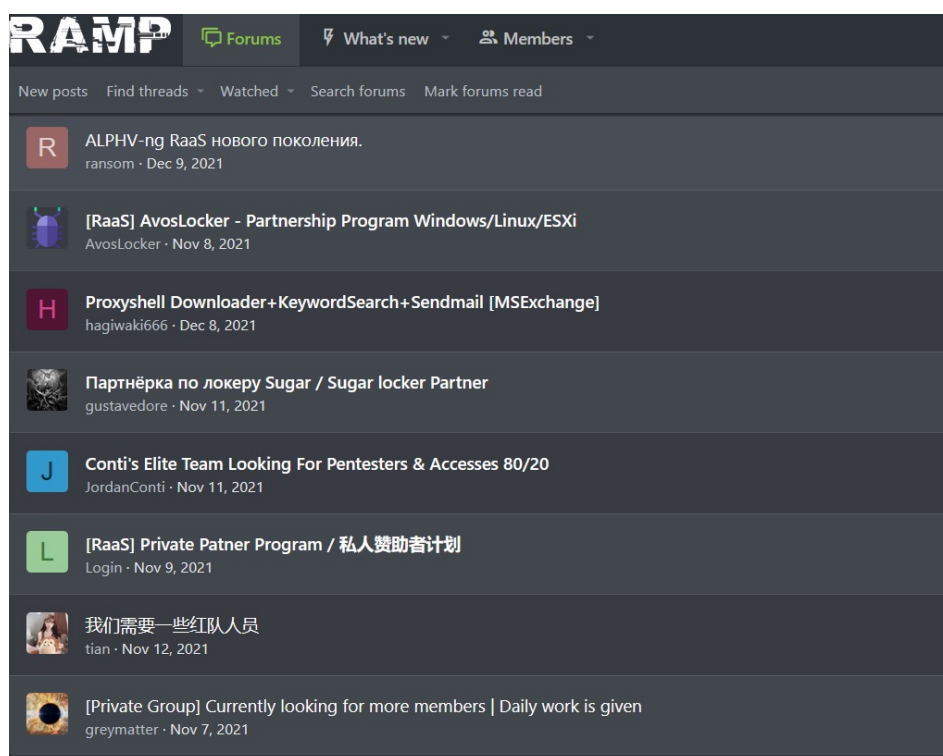 RAMP
Forums
What's new
Members
New posts
Find threads
Watched
Search forums
Mark forums read
R
ALPHV-ng RaaS нового поколения.
ransom · Dec 9, 2021
[RaaS] AvosLocker - Partnership Program Windows/Linux/ESXi
AvosLocker · Nov 8, 2021
H
Proxyshell Downloader+KeywordSearch+Sendmail [MSExchange]
hagiwaki666 · Dec 8, 2021
Партнёрка по локеру Sugar / Sugar locker Partner
gustavedore · Nov 11, 2021
J
Conti's Elite Team Looking For Pentesters & Accesses 80/20
JordanConti · Nov 11, 2021
L
[RaaS] Private Patner Program / 私人赞助者计划
Login · Nov 9, 2021
我们需要一些红队人员
tian · Nov 12, 2021
[Private Group] Currently looking for more members | Daily work is given
greymatter · Nov 7, 2021